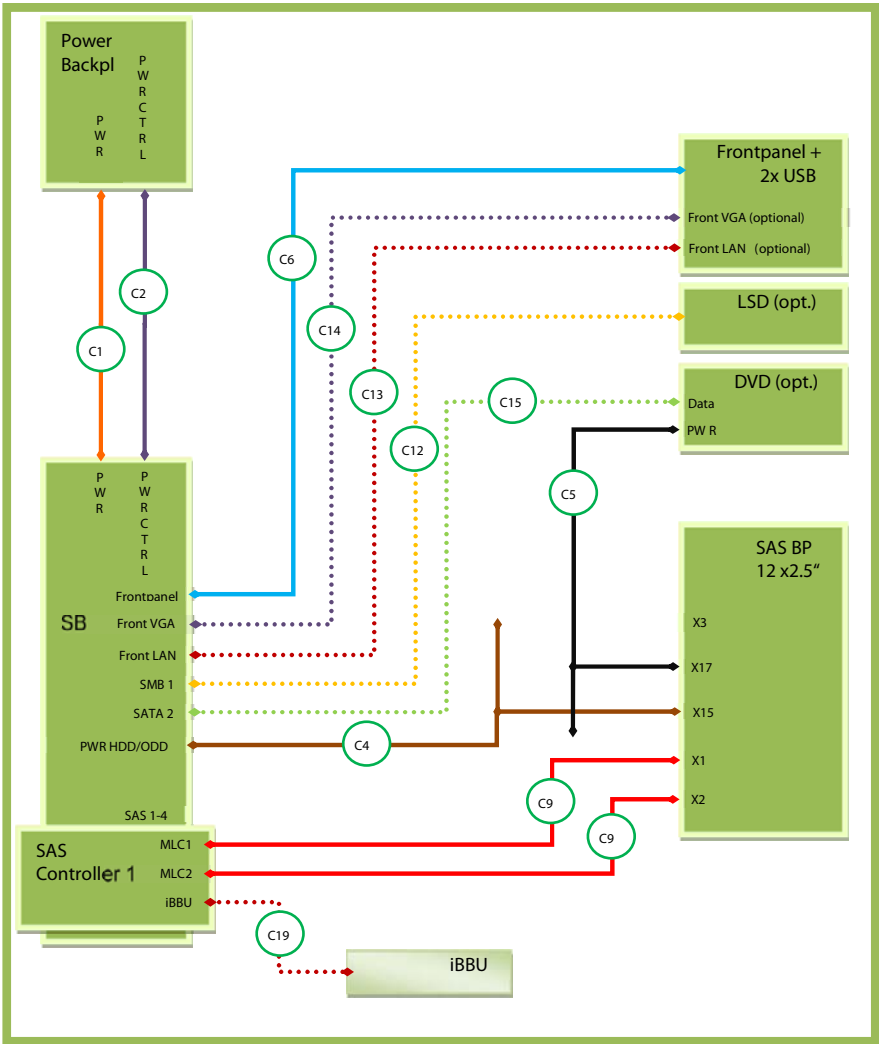 Power
Backpl
PWR
PWRCTRL
Frontpanel +
2x USB
Front VGA (optional)
Front LAN (optional)
C6
C2
C1
C14
LSD (opt.)
DVD (opt.)
Data
PW R
C13
C15
C12
C5
PWR
PWRCTRL
SAS BP
12 x2.5“
Frontpanel
SB
Front VGA
Front LAN
SMB 1
SATA 2
PWR HDD/ODD
SAS 1-4
X3
X17
X15
X1
X2
C4
C9
C9
SAS
Controller 1
MLC1
MLC2
iBBU
C19
iBBU